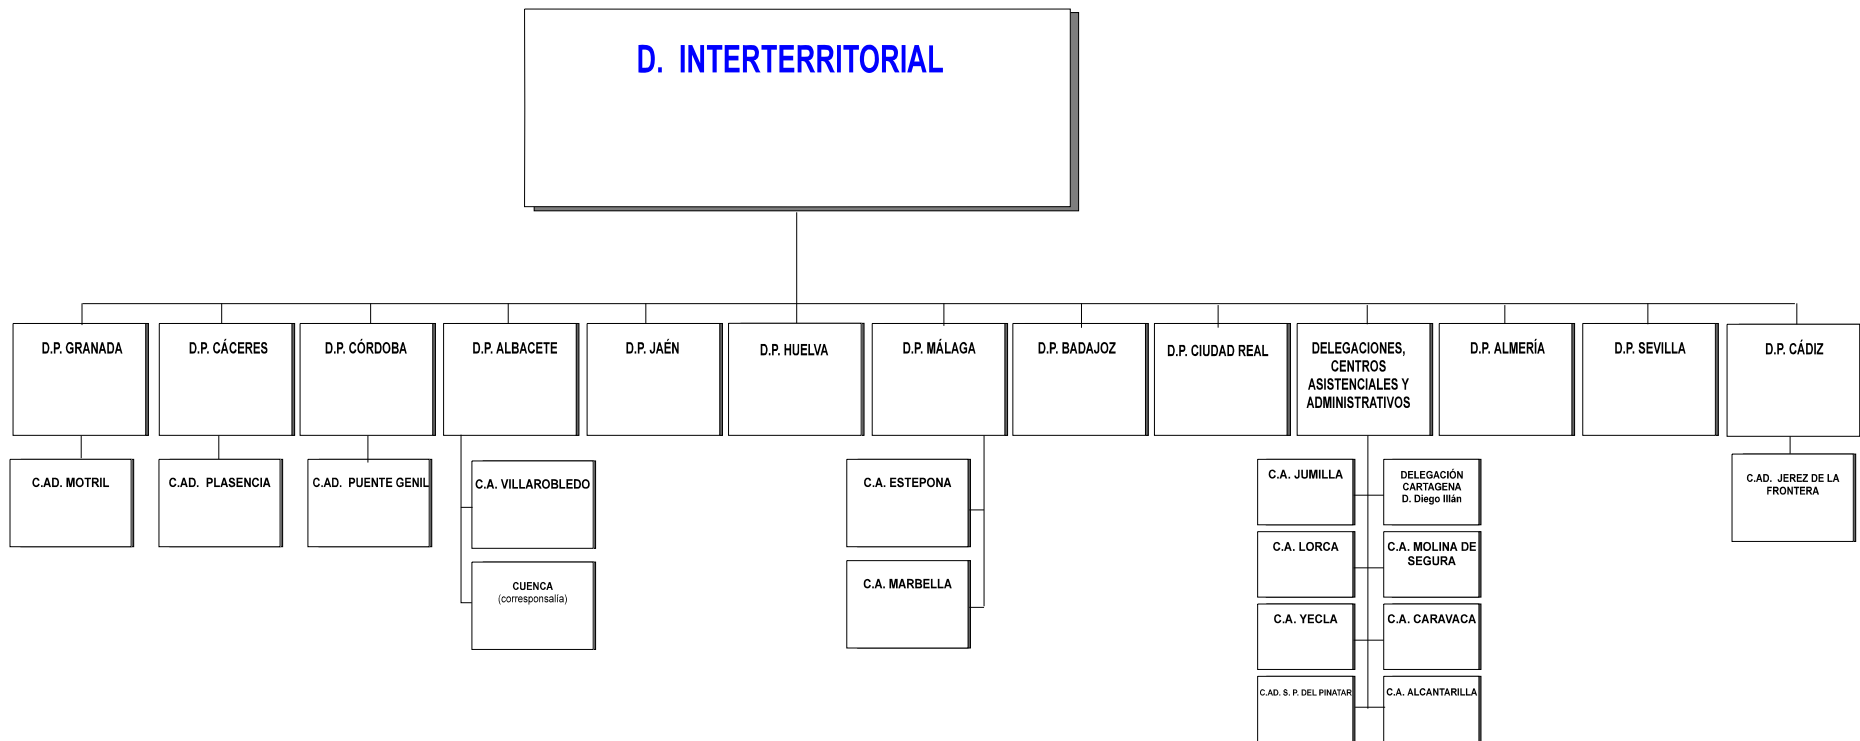 D. INTERTERRITORIAL
D.P. GRANADA
D.P. CÁCERES
D.P. CÓRDOBA
D.P. ALBACETE
D.P. JAÉN
D.P. HUELVA
D.P. MÁLAGA
D.P. BADAJOZ
D.P. CIUDAD REAL
DELEGACIONES,
CENTROS
ASISTENCIALES Y
ADMINISTRATIVOS
D.P. ALMERÍA
D.P. SEVILLA
D.P. CÁDIZ
C.AD. MOTRIL
C.AD. PLASENCIA
C.AD. PUENTE GENIL
C.A. VILLAROBLEDO
CUENCA
(corresponsalía)
C.A. ESTEPONA
C.A. MARBELLA
C.A. JUMILLA
DELEGACIÓN
CARTAGENA
D. Diego Illán
C.A. LORCA
C.A. MOLINA DE
SEGURA
C.A. YECLA
C.A. CARAVACA
C.AD. S. P. DEL PINATAR
C.A. ALCANTARILLA
C.AD. JEREZ DE LA
FRONTERA